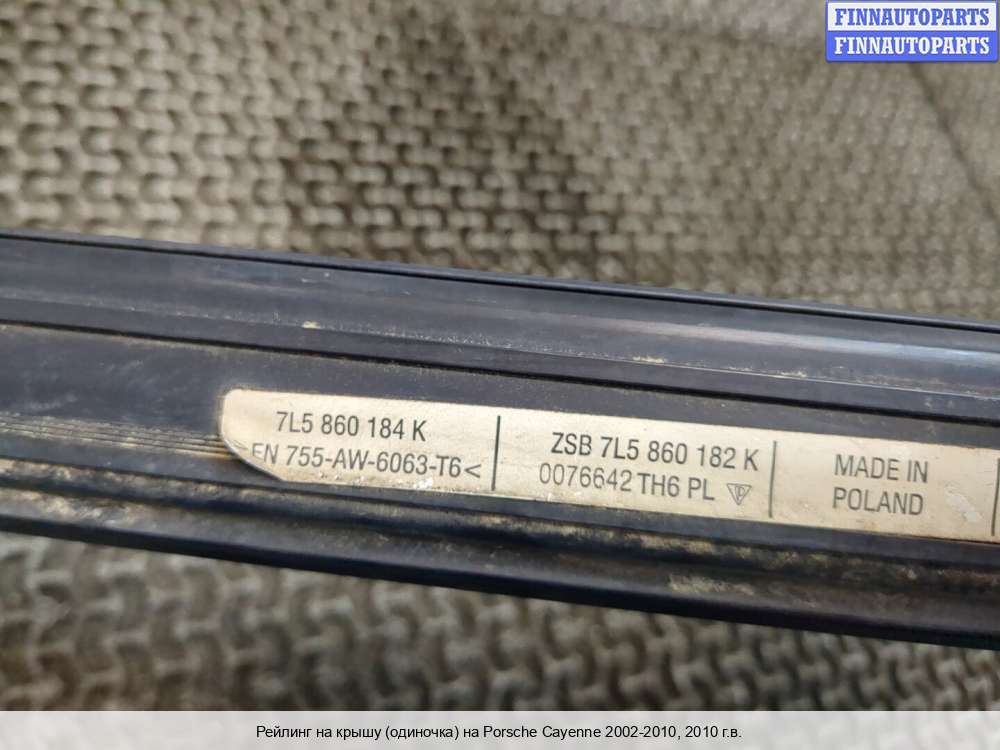 FINNAUTOPARTS
FINNAUTOPARTS
7L5 860 184 K
EN 755-AW-6063-T6<
ZSB 7L5 860 182 K
0076642 TH6 PL
MADE IN
POLAND
Рейлинг на крышу (одиночка) на Porsche Cayenne 2002-2010, 2010 г.в.